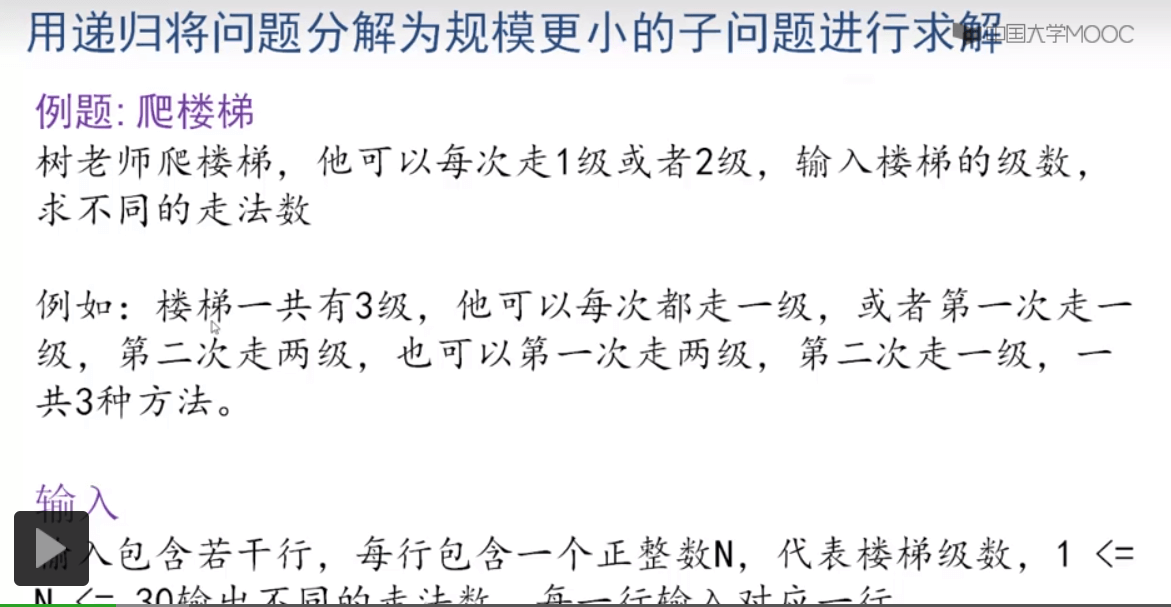 用递归将问题分解为规模更小的子问题进行求解
中国大学MOOC
例题: 爬楼梯
树老师爬楼梯，他可以每次走1级或者2级，输入楼梯的级数，
求不同的走法数
例如：楼梯一共有3级，他可以每次都走一级，或者第一次走一
级，第二次走两级，也可以第一次走两级，第二次走一级，一
共3种方法。
输入
输入包含若干行，每行包含一个正整数N，代表楼梯级数，1 <=
N <= 30输出不同的走法数，每一行输入对应一行